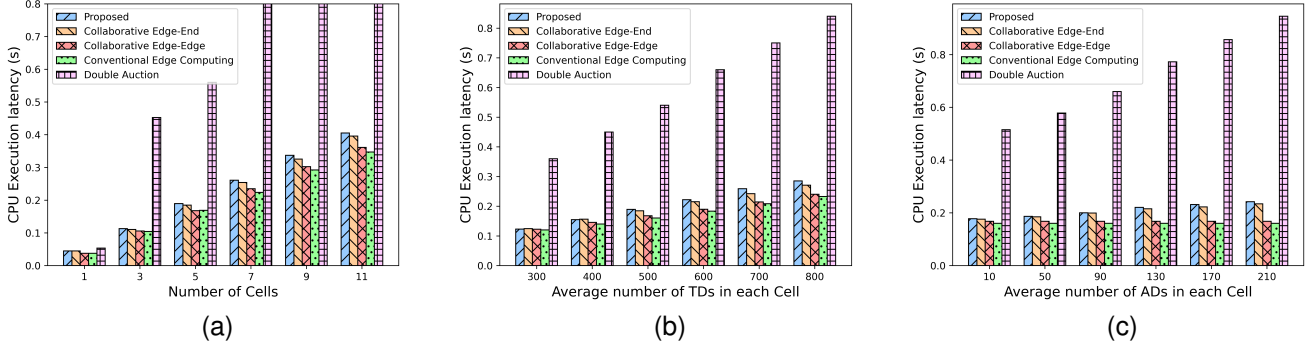 CPU Execution latency (s)
0.8
0.7
0.6
0.5
0.4
0.3
0.2
0.1
0.0
Proposed
Collaborative Edge-End
Collaborative Edge-Edge
Conventional Edge Computing
Double Auction
1 3 5 7 9 11
Number of Cells
(a)
CPU Execution latency (s)
0.8
0.7
0.6
0.5
0.4
0.3
0.2
0.1
0.0
Proposed
Collaborative Edge-End
Collaborative Edge-Edge
Conventional Edge Computing
Double Auction
300 400 500 600 700 800
Average number of TDs in each Cell
(b)
CPU Execution latency (s)
0.8
0.6
0.4
0.2
0.0
Proposed
Collaborative Edge-End
Collaborative Edge-Edge
Conventional Edge Computing
Double Auction
10 50 90 130 170 210
Average number of ADs in each Cell
(c)